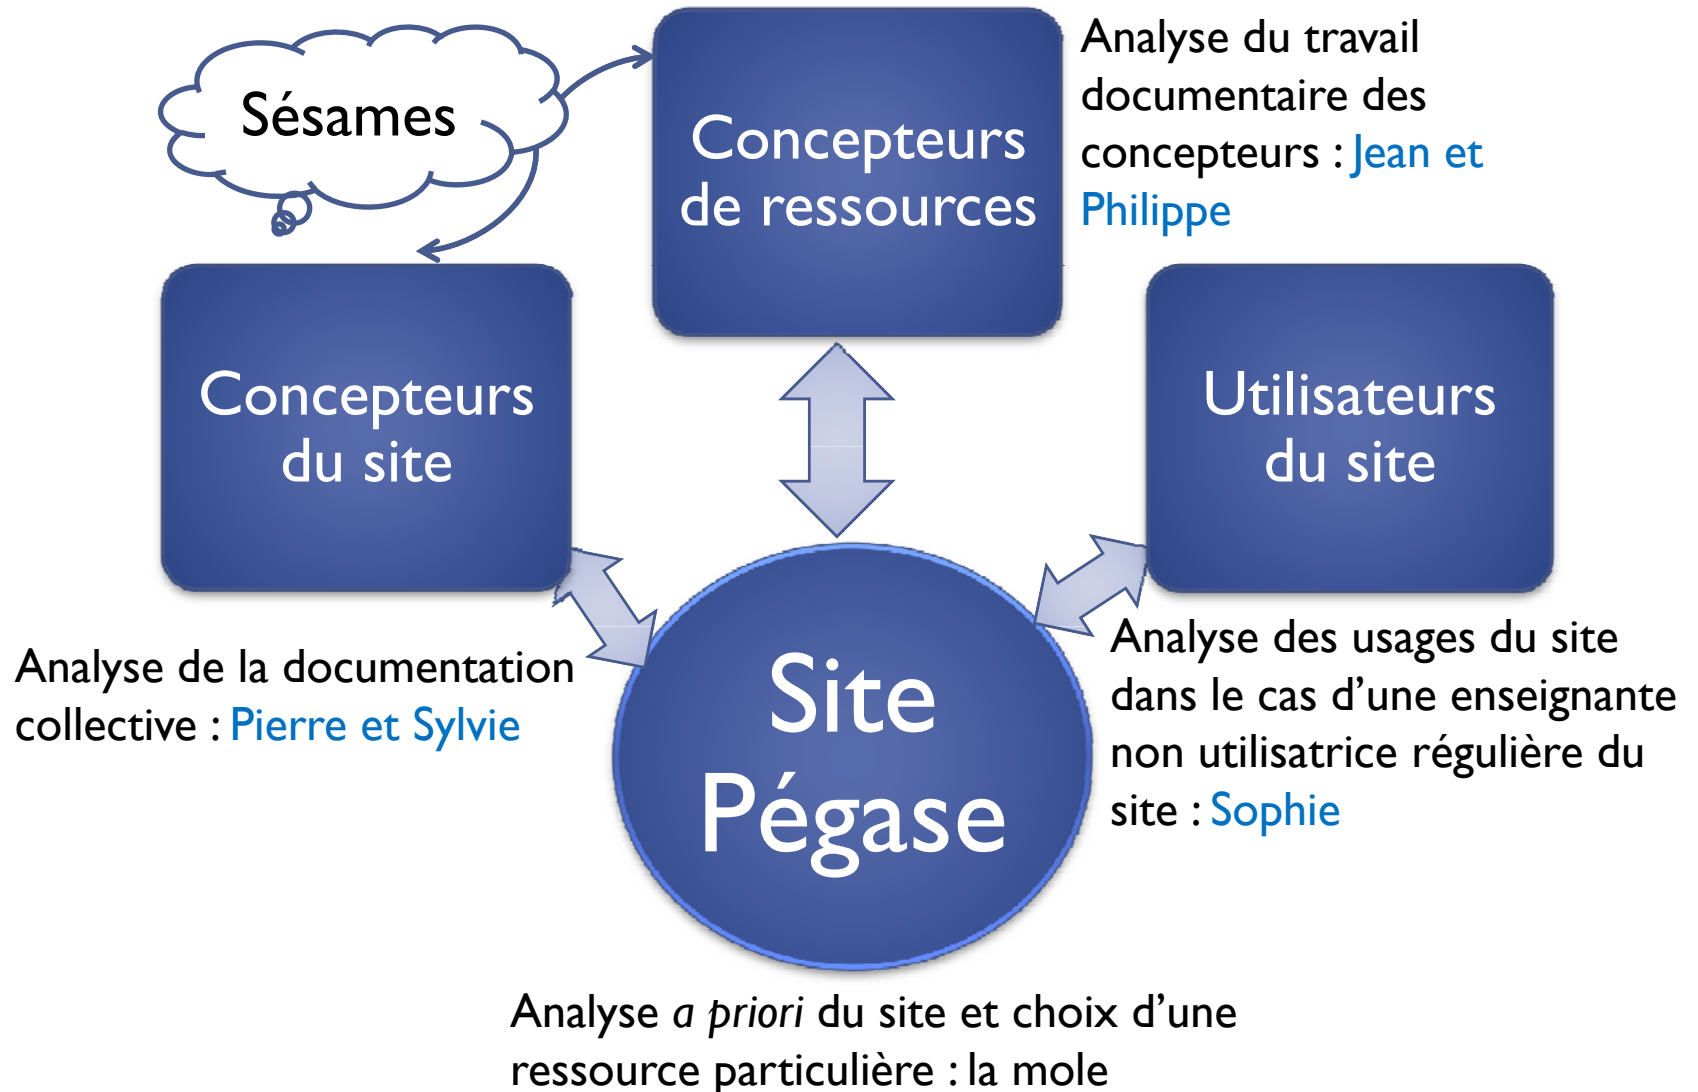 Sésames
Concepteurs
de ressources
Analyse du travail
documentaire des
concepteurs : Jean et
Philippe
Concepteurs
du site
Utilisateurs
du site
Analyse de la documentation
collective : Pierre et Sylvie
Site
Pégase
Analyse des usages du site
dans le cas d’une enseignante
non utilisatrice régulière du
site : Sophie
Analyse a priori du site et choix d’une
ressource particulière : la mole